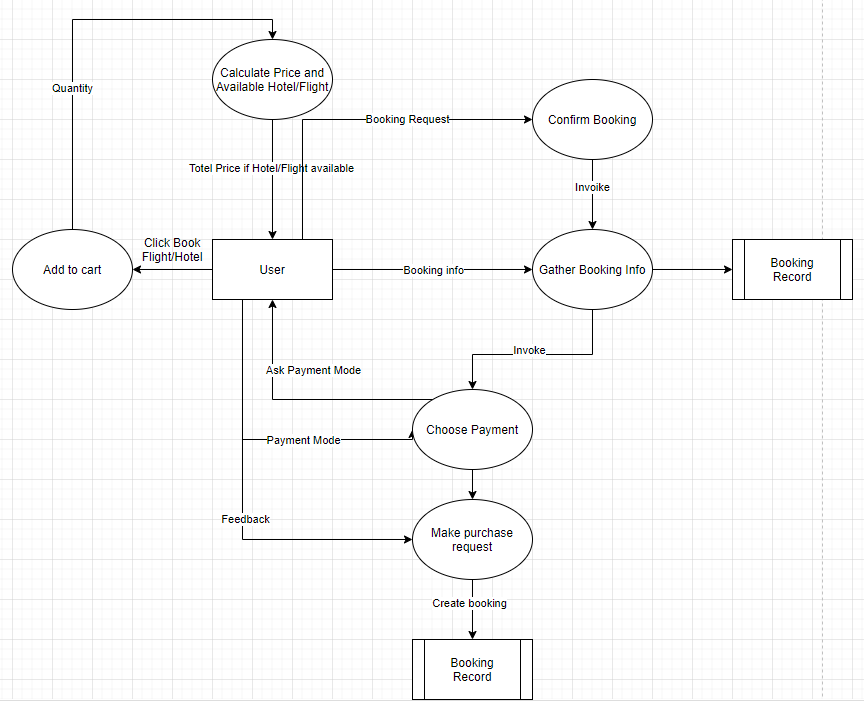 Calculate Price and
Available Hotel/Flight
Quantity
Booking Request
Confirm Booking
Totel Price if Hotel/Flight available
Invoike
Click Book
Flight/Hotel
Add to cart
User
Booking info
Gather Booking Info
Booking
Record
Invoke
Ask Payment Mode
Choose Payment
Payment Mode
Feedback
Make purchase
request
Create booking
Booking
Record